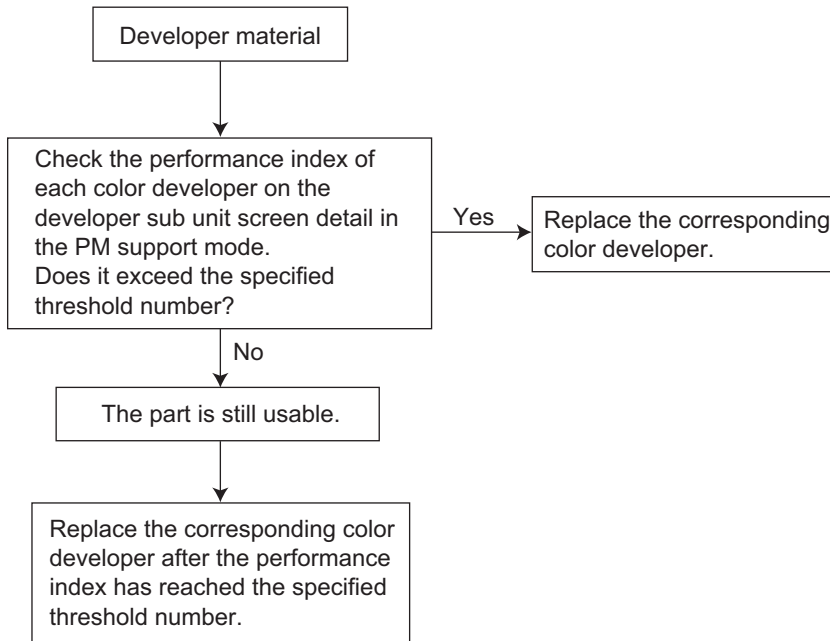 Developer material
Check the performance index of
each color developer on the
developer sub unit screen detail in
the PM support mode.
Does it exceed the specified
threshold number?
Yes
Replace the corresponding
color developer.
No
The part is still usable.
Replace the corresponding color
developer after the performance
index has reached the specified
threshold number.